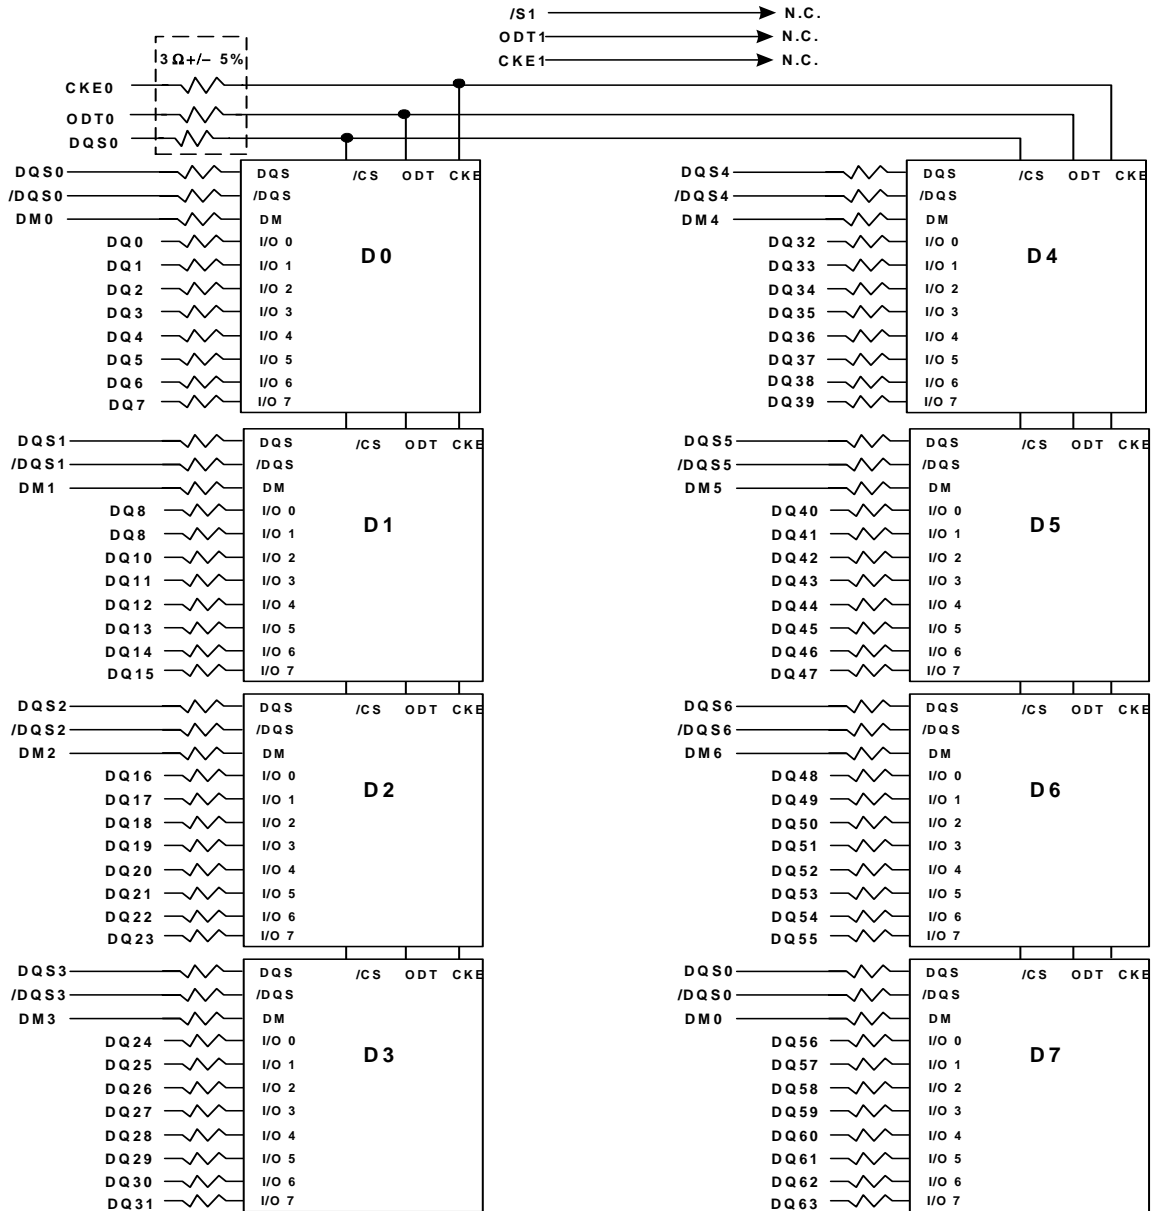 /S1 N.C.
ODT1 N.C.
CKE1 N.C.
3Ω+/– 5%
CKE0
ODT0
DQS0
DQS0 DQS /CS ODT CKE
/DQS0 /DQS
DM0 DM
DQ0 I/O 0
D0
DQ1 I/O 1
DQ2 I/O 2
DQ3 I/O 3
DQ4 I/O 4
DQ5 I/O 5
DQ6 I/O 6
DQ7 I/O 7
DQS4 DQS /CS ODT CKE
/DQS4 /DQS
DM4 DM
DQ32 I/O 0
D4
DQ33 I/O 1
DQ34 I/O 2
DQ35 I/O 3
DQ36 I/O 4
DQ37 I/O 5
DQ38 I/O 6
DQ39 I/O 7
DQS1 DQS /CS ODT CKE
/DQS1 /DQS
DM1 DM
DQ8 I/O 0
D1
DQ8 I/O 1
DQ10 I/O 2
DQ11 I/O 3
DQ12 I/O 4
DQ13 I/O 5
DQ14 I/O 6
DQ15 I/O 7
DQS5 DQS /CS ODT CKE
/DQS5 /DQS
DM5 DM
DQ40 I/O 0
D5
DQ41 I/O 1
DQ42 I/O 2
DQ43 I/O 3
DQ44 I/O 4
DQ45 I/O 5
DQ46 I/O 6
DQ47 I/O 7
DQS2 DQS /CS ODT CKE
/DQS2 /DQS
DM2 DM
DQ16 I/O 0
D2
DQ17 I/O 1
DQ18 I/O 2
DQ19 I/O 3
DQ20 I/O 4
DQ21 I/O 5
DQ22 I/O 6
DQ23 I/O 7
DQS6 DQS /CS ODT CKE
/DQS6 /DQS
DM6 DM
DQ48 I/O 0
D6
DQ49 I/O 1
DQ50 I/O 2
DQ51 I/O 3
DQ52 I/O 4
DQ53 I/O 5
DQ54 I/O 6
DQ55 I/O 7
DQS3 DQS /CS ODT CKE
/DQS3 /DQS
DM3 DM
DQ24 I/O 0
D3
DQ25 I/O 1
DQ26 I/O 2
DQ27 I/O 3
DQ28 I/O 4
DQ29 I/O 5
DQ30 I/O 6
DQ31 I/O 7
DQS0 DQS /CS ODT CKE
/DQS0 /DQS
DM0 DM
DQ56 I/O 0
D7
DQ57 I/O 1
DQ58 I/O 2
DQ59 I/O 3
DQ60 I/O 4
DQ61 I/O 5
DQ62 I/O 6
DQ63 I/O 7